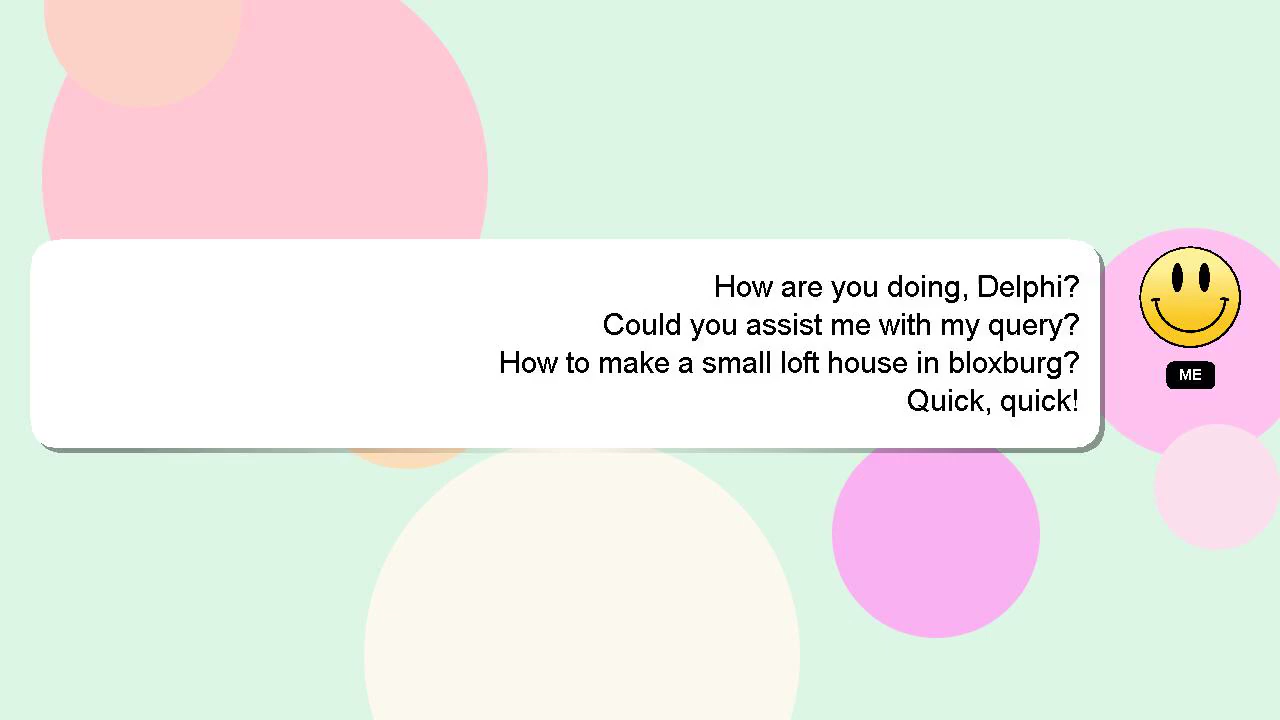 How are you doing, Delphi?
Could you assist me with my query?
How to make a small loft house in bloxburg?
Quick, quick!
ME